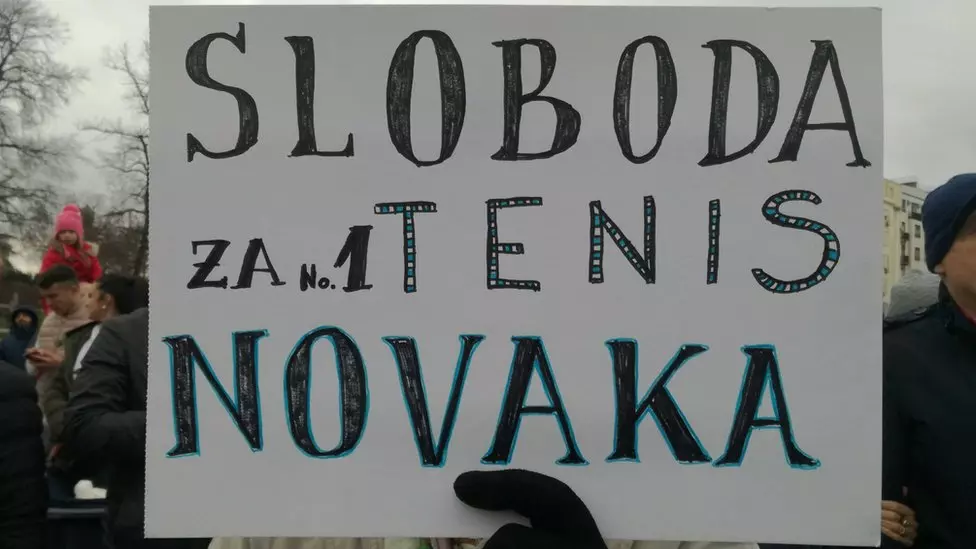 SLOBODA
ZA No.1 TENIS
NOVAKA